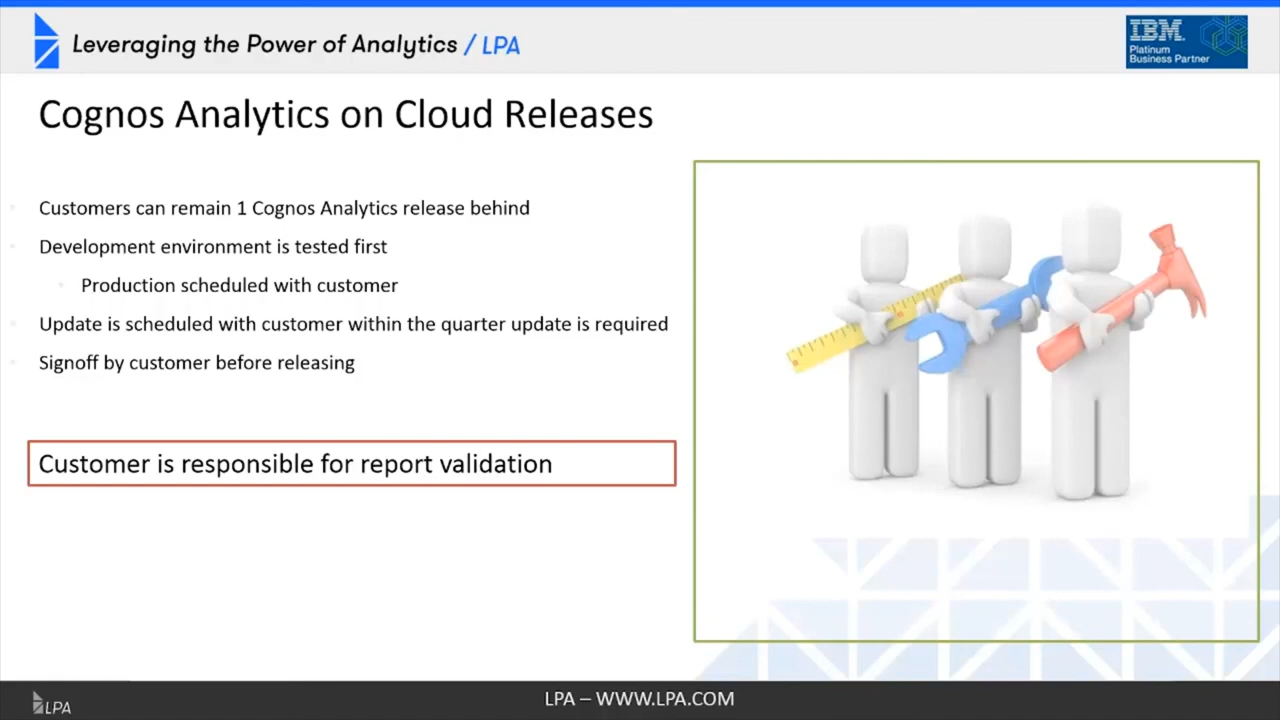 Leveraging the Power of Analytics / LPA
IBM
Platinum
Business Partner
Cognos Analytics on Cloud Releases
Customers can remain 1 Cognos Analytics release behind
Development environment is tested first
Production scheduled with customer
Update is scheduled with customer within the quarter update is required
Signoff by customer before releasing
Customer is responsible for report validation
LPA
LPA – WWW.LPA.COM